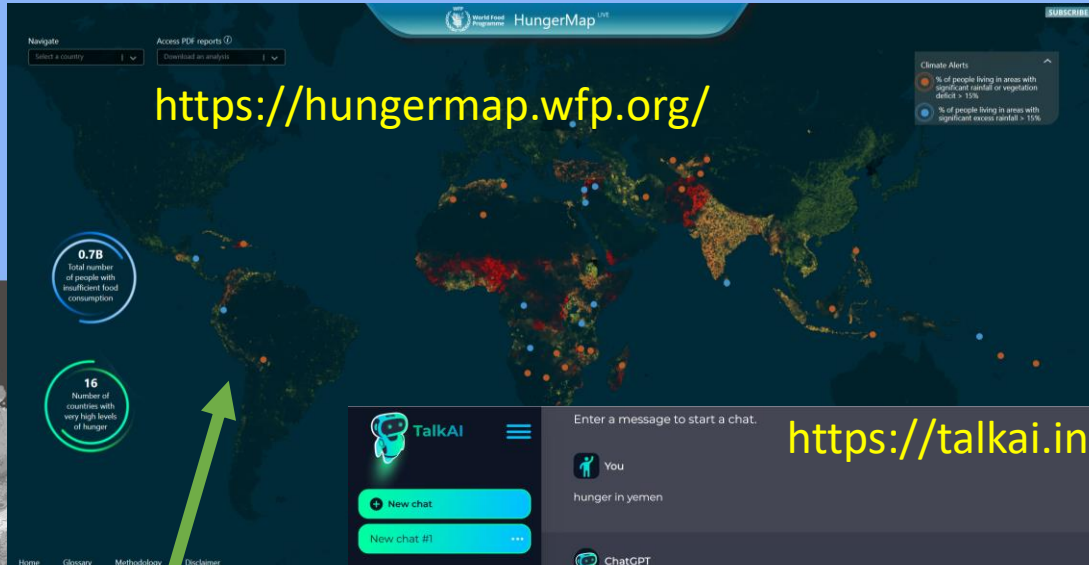 World Food
Programme
HungerMap LIVE
SUBSCRIBE
Navigate
Access PDF reports
Select a country
Download an analysis
https://hungermap.wfp.org/
Climate Alerts
% of people living in areas with
significant rainfall or vegetation
deficit > 15%
% of people living in areas with
significant excess rainfall > 15%
0.7B
Total number
of people with
insufficient food
consumption
16
Number of
countries with
very high levels
of hunger
TalkAI
Enter a message to start a chat.
https://talkai.in
You
hunger in yemen
New chat
New chat #1
ChatGPT
Home Glossary Methodology Disclaimer